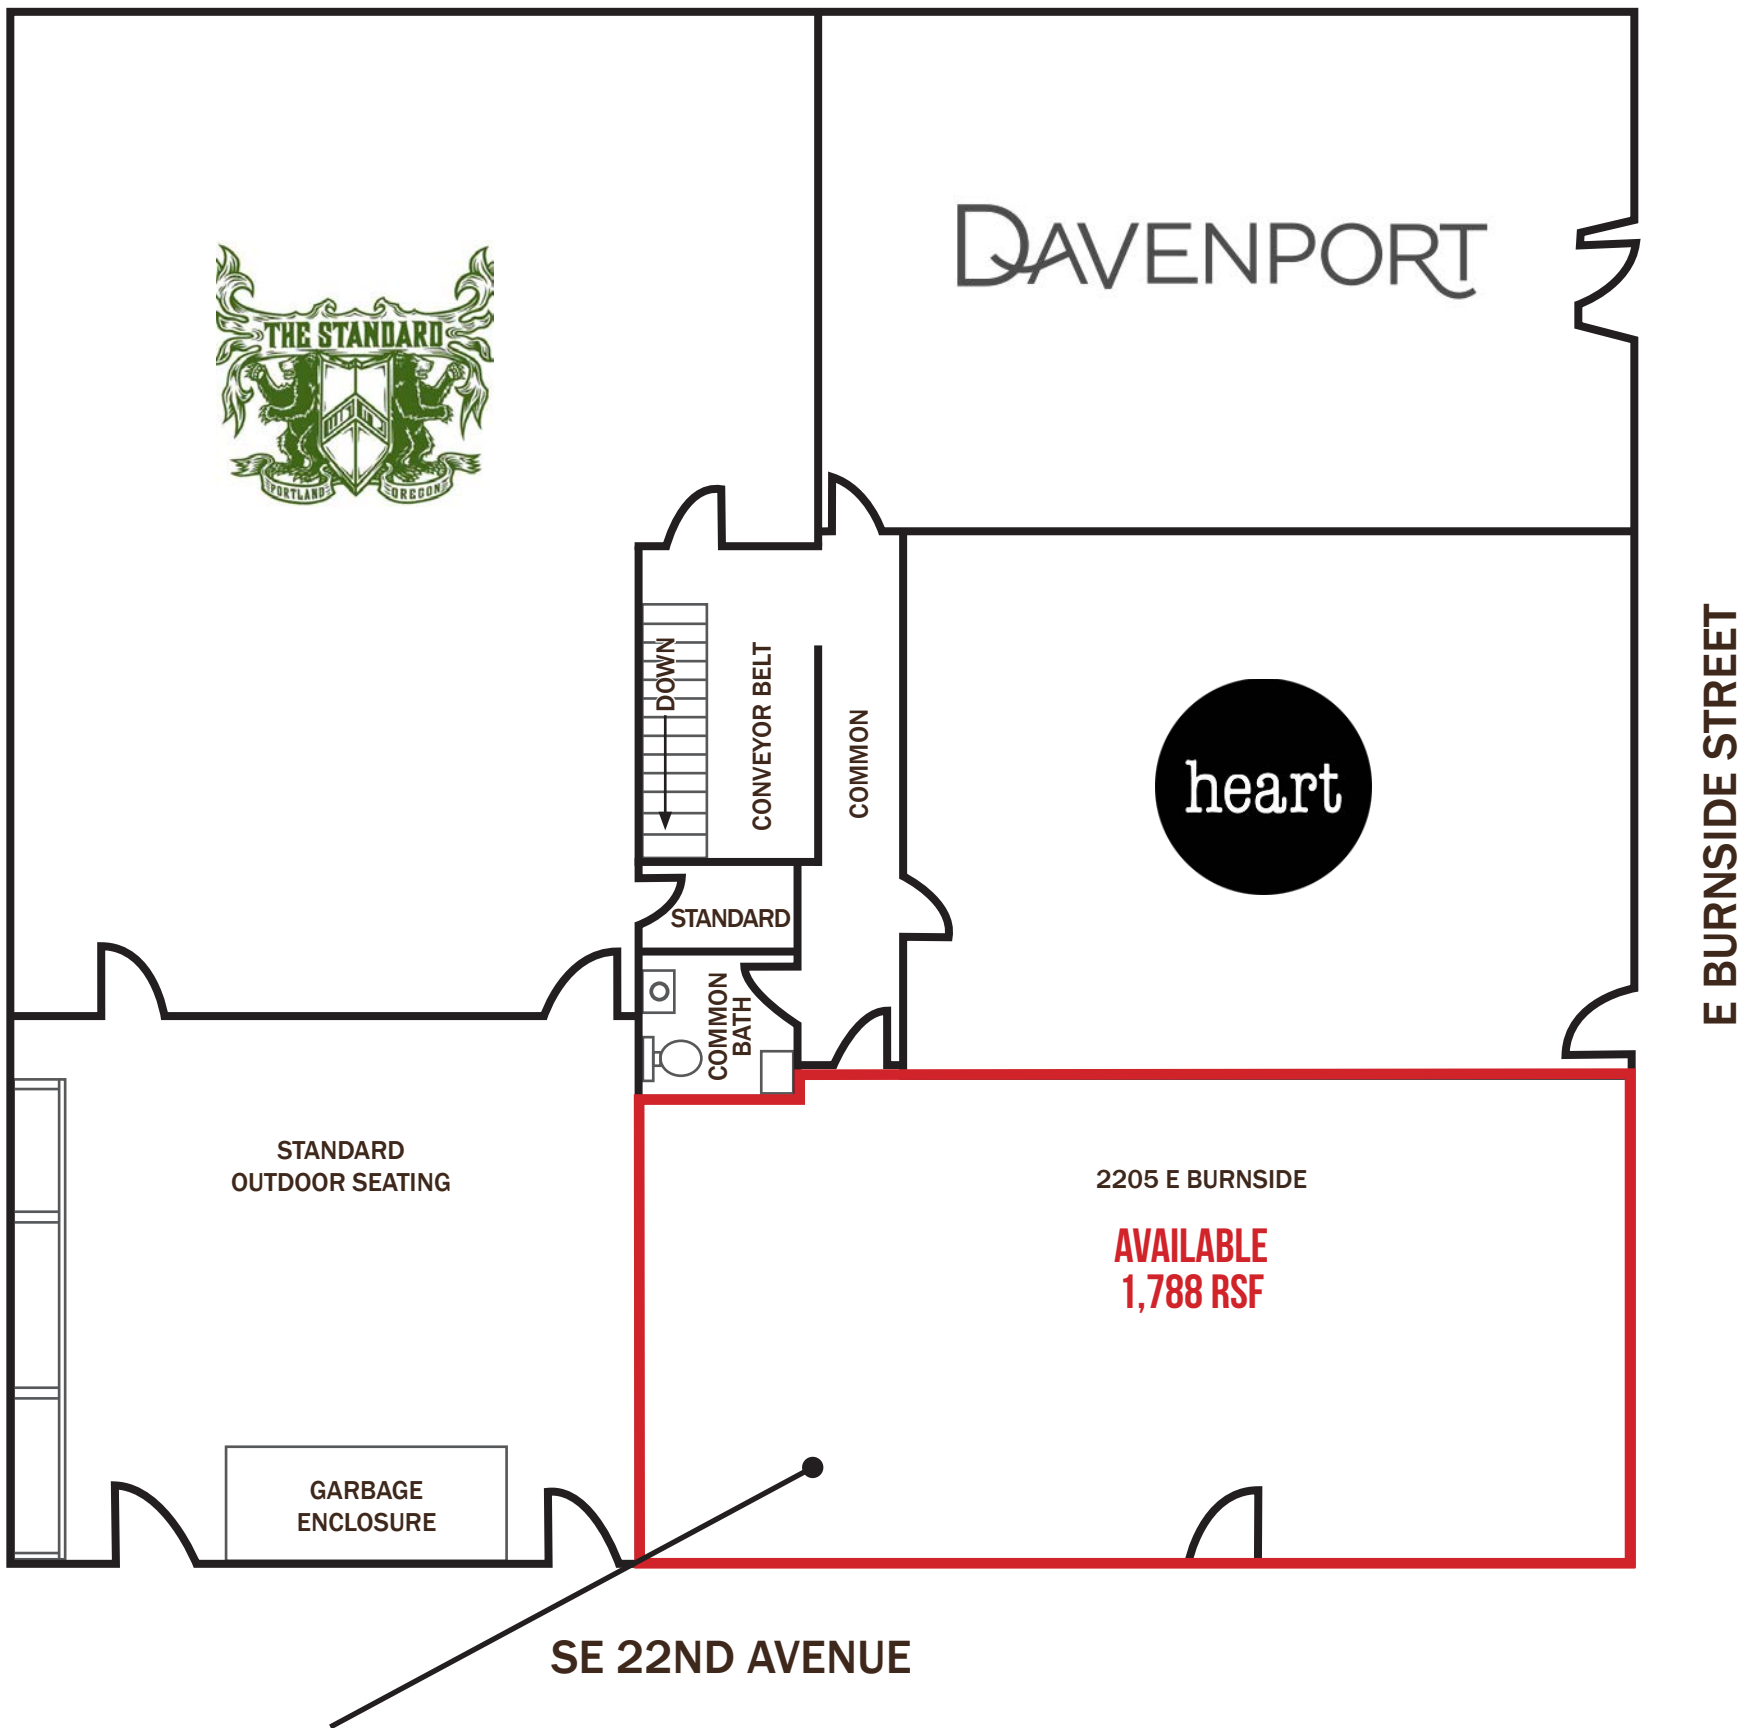 DAVENPORT
THE STANDARD
PORTLAND
OREGON
DOWN
CONVEYOR BELT
COMMON
heart
E BURNSIDE STREET
STANDARD
COMMON
BATH
STANDARD
OUTDOOR SEATING
2205 E BURNSIDE
AVAILABLE
1,788 RSF
GARBAGE
ENCLOSURE
SE 22ND AVENUE